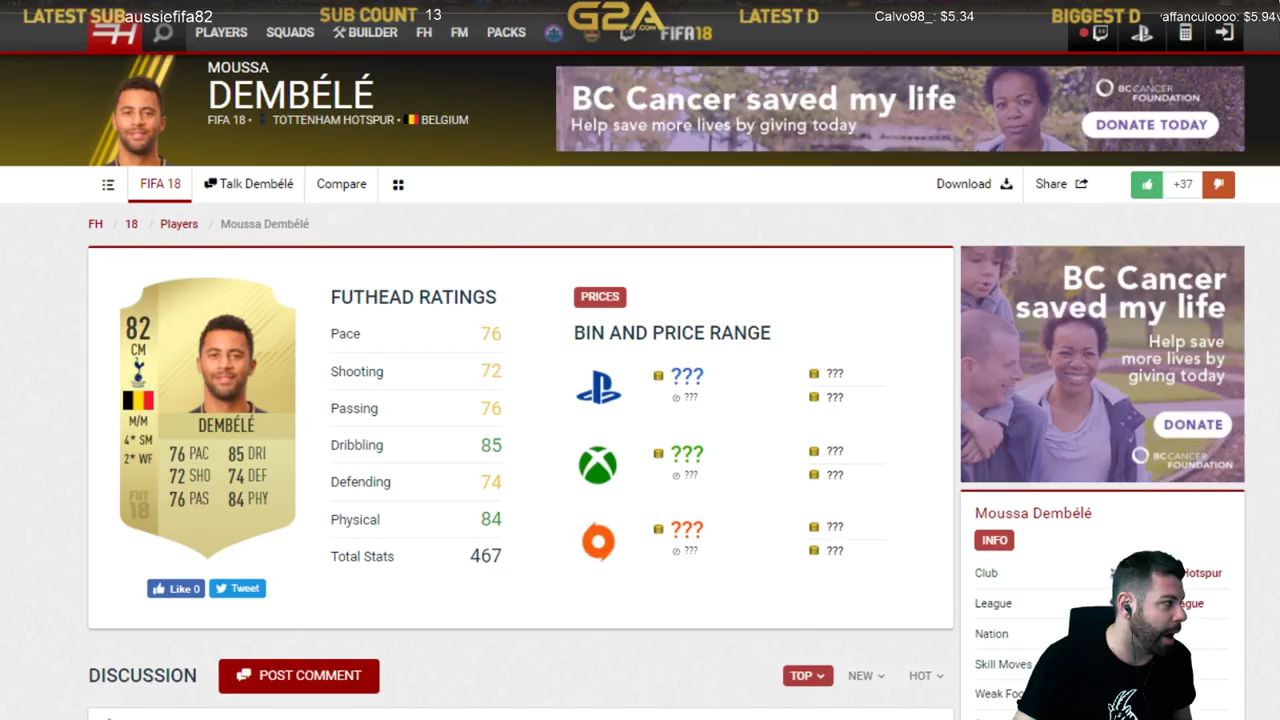 LATEST SUB aussiefifa82
SUB COUNT 13
G2A.COM
LATEST D
Calvo98_: $5.34
BIGGEST D
affanculoooo: $5.94
FH
PLAYERS
SQUADS
BUILDER
FH
FM
PACKS
FIFA18
MOUSSA
DEMBÉLÉ
FIFA 18 • TOTTENHAM HOTSPUR • BELGIUM
BC Cancer saved my life
Help save more lives by giving today
BC CANCER
FOUNDATION
DONATE TODAY
FIFA 18
Talk Dembélé
Compare
Download
Share
+37
FH / 18 / Players / Moussa Dembélé
82
CM
M/M
4* SM
2* WF
FUT
18
DEMBÉLÉ
76 PAC 85 DRI
72 SHO 74 DEF
76 PAS 84 PHY
Like 0
Tweet
FUTHEAD RATINGS
Pace 76
Shooting 72
Passing 76
Dribbling 85
Defending 74
Physical 84
Total Stats 467
PRICES
BIN AND PRICE RANGE
??? ???
??? ???
??? ???
??? ???
??? ???
??? ???
BC Cancer
saved my life
Help save
more lives by
giving today
DONATE
BC CANCER
FOUNDATION
Moussa Dembélé
INFO
Club Hotspur
League
Nation
Skill Moves
Weak
DISCUSSION
POST COMMENT
TOP
NEW
HOT